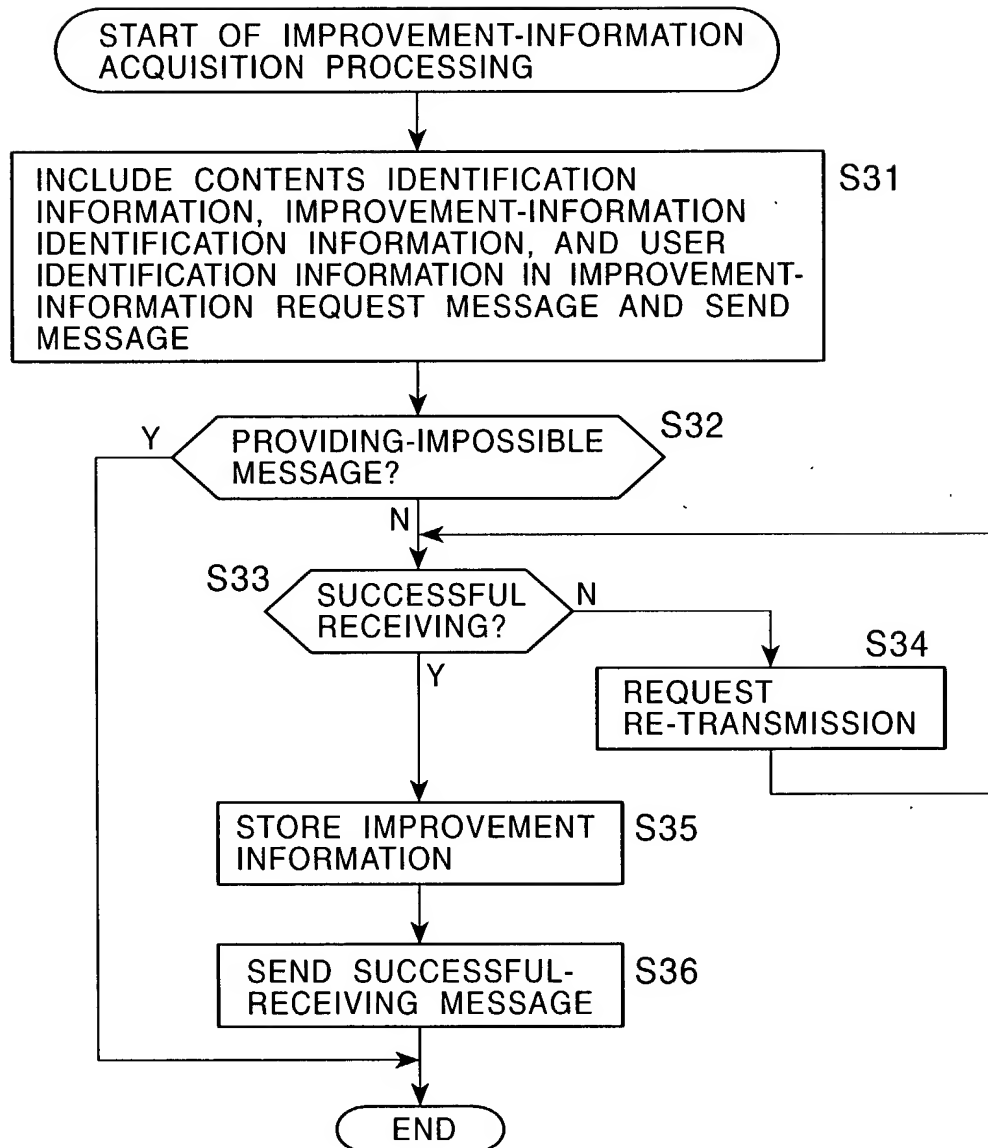 START OF IMPROVEMENT-INFORMATION
ACQUISITION PROCESSING
INCLUDE CONTENTS IDENTIFICATION
INFORMATION, IMPROVEMENT-INFORMATION
IDENTIFICATION INFORMATION, AND USER
IDENTIFICATION INFORMATION IN IMPROVEMENT-
INFORMATION REQUEST MESSAGE AND SEND
MESSAGE
S31
Y
PROVIDING-IMPOSSIBLE
MESSAGE?
S32
N
S33
SUCCESSFUL
RECEIVING?
N
Y
S34
REQUEST
RE-TRANSMISSION
STORE IMPROVEMENT
INFORMATION
S35
SEND SUCCESSFUL-
RECEIVING MESSAGE
S36
END